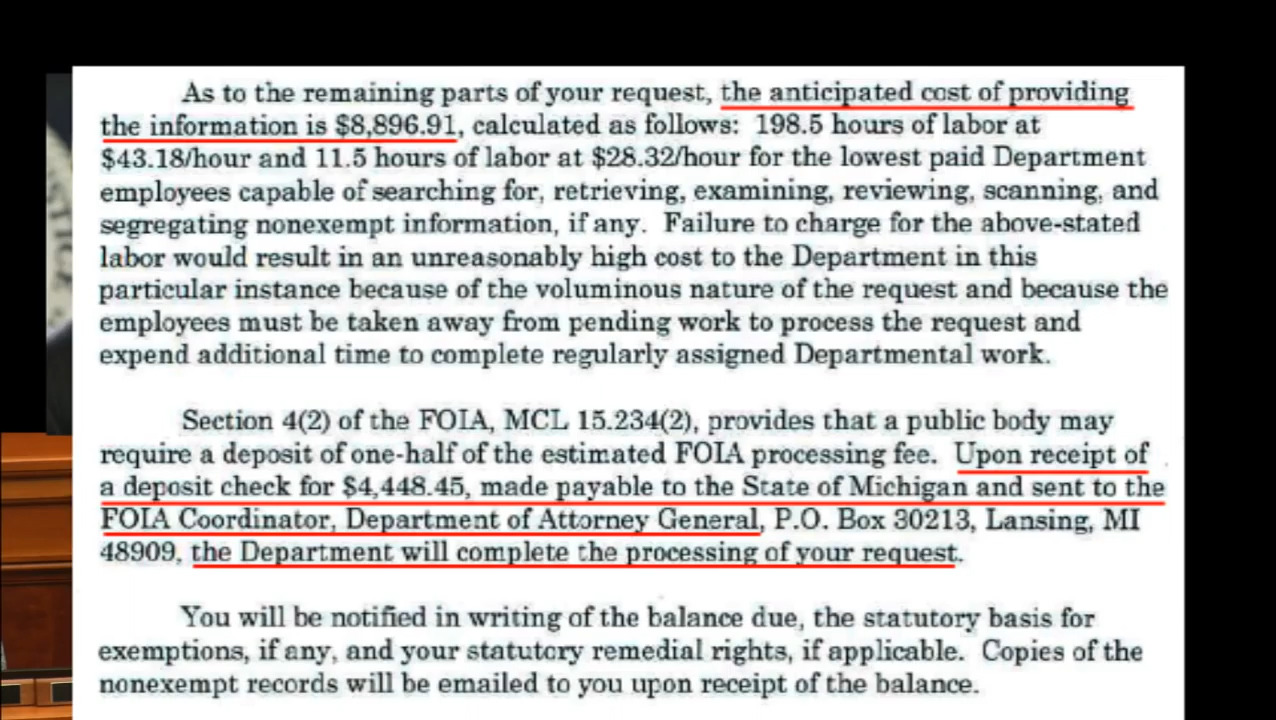 As to the remaining parts of your request, the anticipated cost of providing
the information is $8,896.91, calculated as follows: 198.5 hours of labor at
$43.18/hour and 11.5 hours of labor at $28.32/hour for the lowest paid Department
employees capable of searching for, retrieving, examining, reviewing, scanning, and
segregating nonexempt information, if any. Failure to charge for the above-stated
labor would result in an unreasonably high cost to the Department in this
particular instance because of the voluminous nature of the request and because the
employees must be taken away from pending work to process the request and
expend additional time to complete regularly assigned Departmental work.
Section 4(2) of the FOIA, MCL 15.234(2), provides that a public body may
require a deposit of one-half of the estimated FOIA processing fee. Upon receipt of
a deposit check for $4,448.45, made payable to the State of Michigan and sent to the
FOIA Coordinator, Department of Attorney General, P.O. Box 30213, Lansing, MI
48909, the Department will complete the processing of your request.
You will be notified in writing of the balance due, the statutory basis for
exemptions, if any, and your statutory remedial rights, if applicable. Copies of the
nonexempt records will be emailed to you upon receipt of the balance.